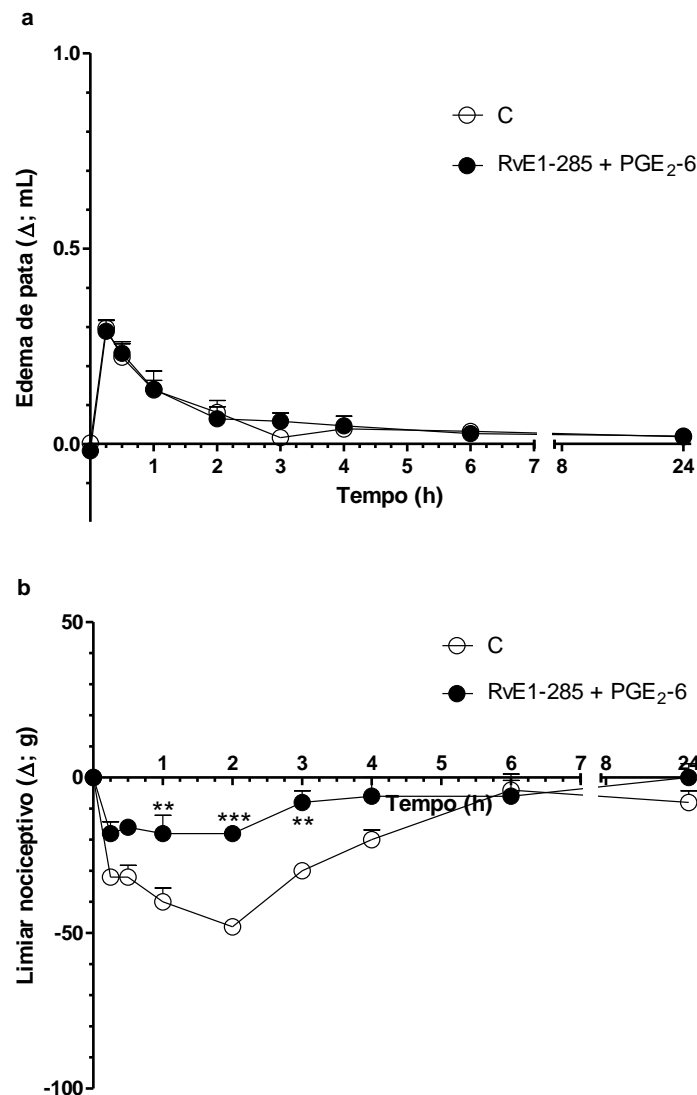 a
1.0
C
RvE1-285 + PGE₂-6
0.5
Edema de pata (Δ; mL)
0.0
1 2 3 4 5 6 7 8 24
Tempo (h)
b
50
C
RvE1-285 + PGE₂-6
Limiar nociceptivo (Δ; g)
1 2 3 4 5 6 7 8 24
0
Tempo (h)
** *** **
-50
-100